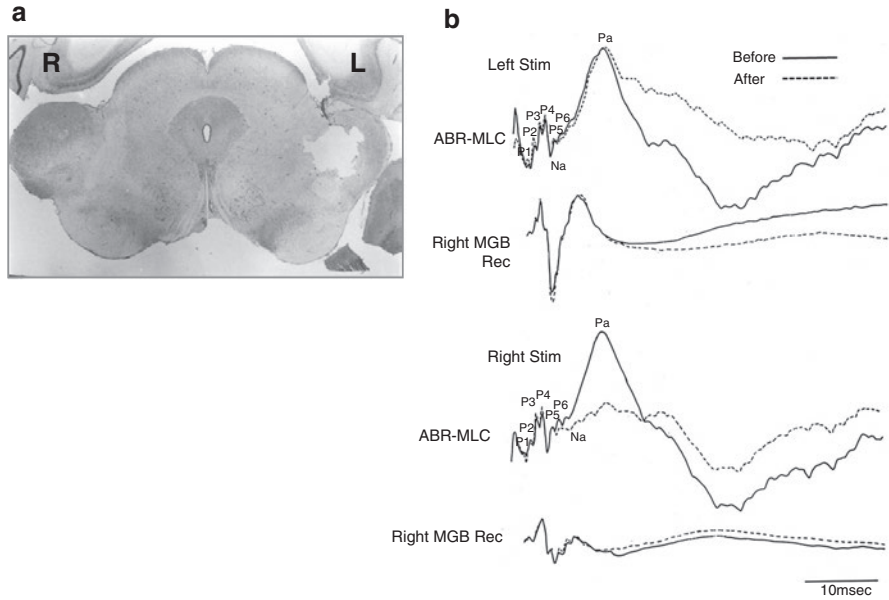 a
R
L
b
Left Stim
Pa
Before
After
ABR-MLC
P1
P2
P3
P4
P5
P6
Na
Right MGB
Rec
Right Stim
Pa
ABR-MLC
P1
P2
P3
P4
P5
P6
Na
Right MGB Rec
10msec